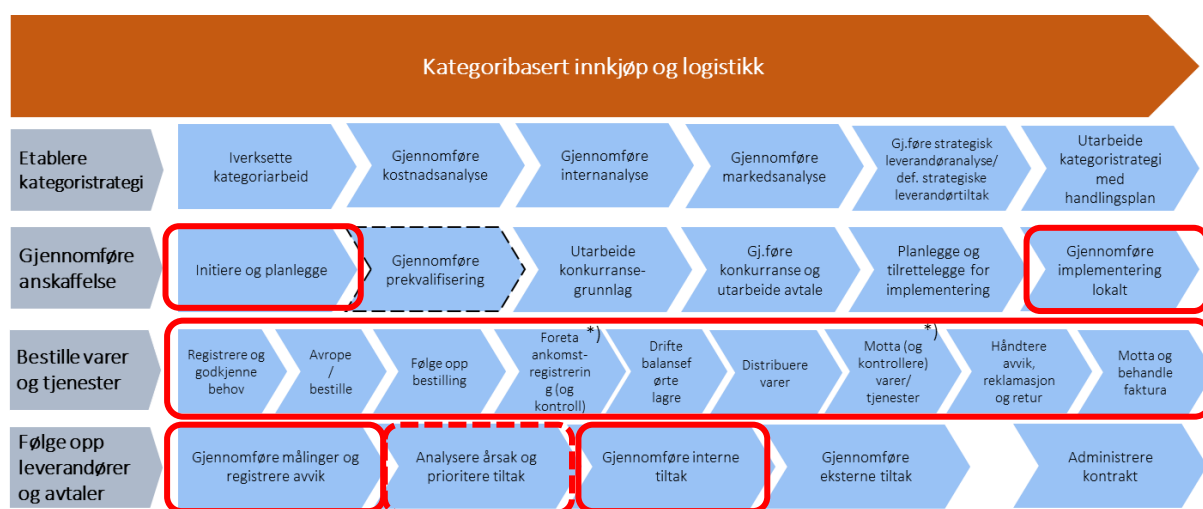 Kategoribasert innkjøp og logistikk
Etablere
kategoristrategi
Iverksette
kategoriarbeid
Gjennomføre
kostnadsanalyse
Gjennomføre
internanalyse
Gjennomføre
markedsanalyse
Gj.føre strategisk
leverandøranalyse/
def. strategiske
leverandørtiltak
Utarbeide
kategoristrategi
med
handlingsplan
Gjennomføre
anskaffelse
Initiere og planlegge
Gjennomføre
prekvalifisering
Utarbeide
konkurranse-
grunnlag
Gj.føre
konkurranse og
utarbeide avtale
Planlegge og
tilrettelegge for
implementering
Gjennomføre
implementering
lokalt
Bestille varer
og tjenester
Registrere og
godkjenne
behov
Avrope
/
bestille
Følge opp
bestilling
Foreta *)
ankomst-
registrerin
g (og
kontroll)
Drifte
balansef
ørte
lagre
Distribuere
varer
*)
Motta (og
kontrollere)
varer/
tjenester
Håndtere
avvik,
reklamasjon
og retur
Motta og
behandle
faktura
Følge opp
leverandører
og avtaler
Gjennomføre målinger og
registrere avvik
Analysere årsak og
prioritere tiltak
Gjennomføre interne
tiltak
Gjennomføre
eksterne tiltak
Administrere
kontrakt